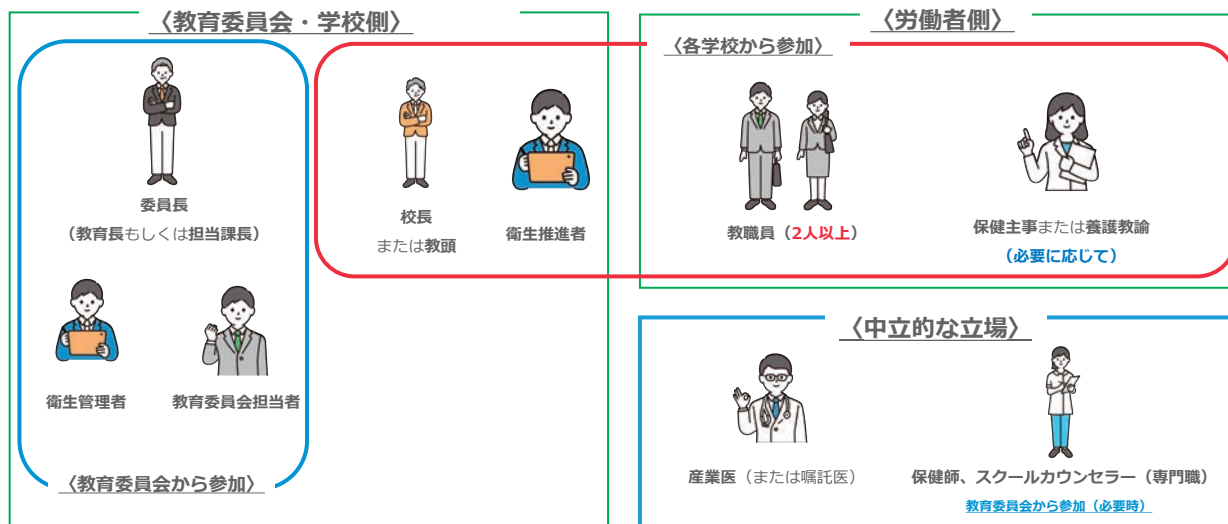 〈教育委員会・学校側〉
委員長
（教育長もしくは担当課長）
衛生管理者
教育委員会担当者
〈教育委員会から参加〉
校長
または教頭
衛生推進者
〈労働者側〉
〈各学校から参加〉
教職員（2人以上）
保健主事または養護教諭
（必要に応じて）
〈中立的な立場〉
産業医（または嘱託医）
保健師、スクールカウンセラー（専門職）
教育委員会から参加（必要時）